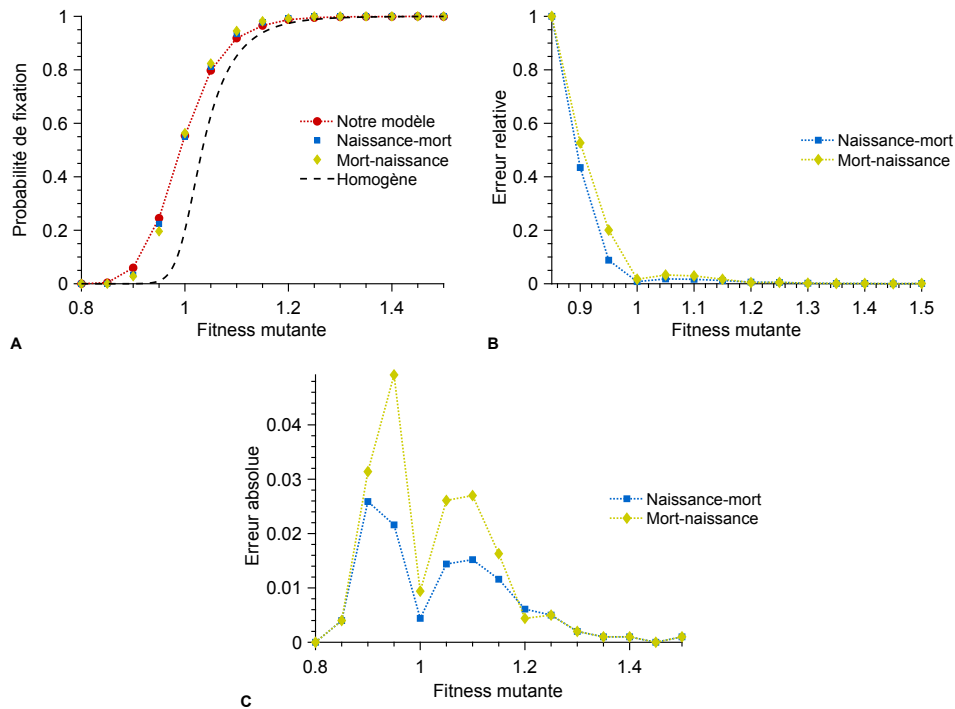 1
0.8
0.6
0.4
0.2
0
Probabilité de fixation
0.8
1
1.2
1.4
Fitness mutante
Notre modèle
Naissance−mort
Mort−naissance
Homogène
A
1
0.8
0.6
0.4
0.2
0
Erreur relative
0.9
1
1.1
1.2
1.3
1.4
1.5
Fitness mutante
Naissance−mort
Mort−naissance
B
0.04
0.03
0.02
0.01
0
Erreur absolue
0.8
1
1.2
1.4
Fitness mutante
Naissance−mort
Mort−naissance
C